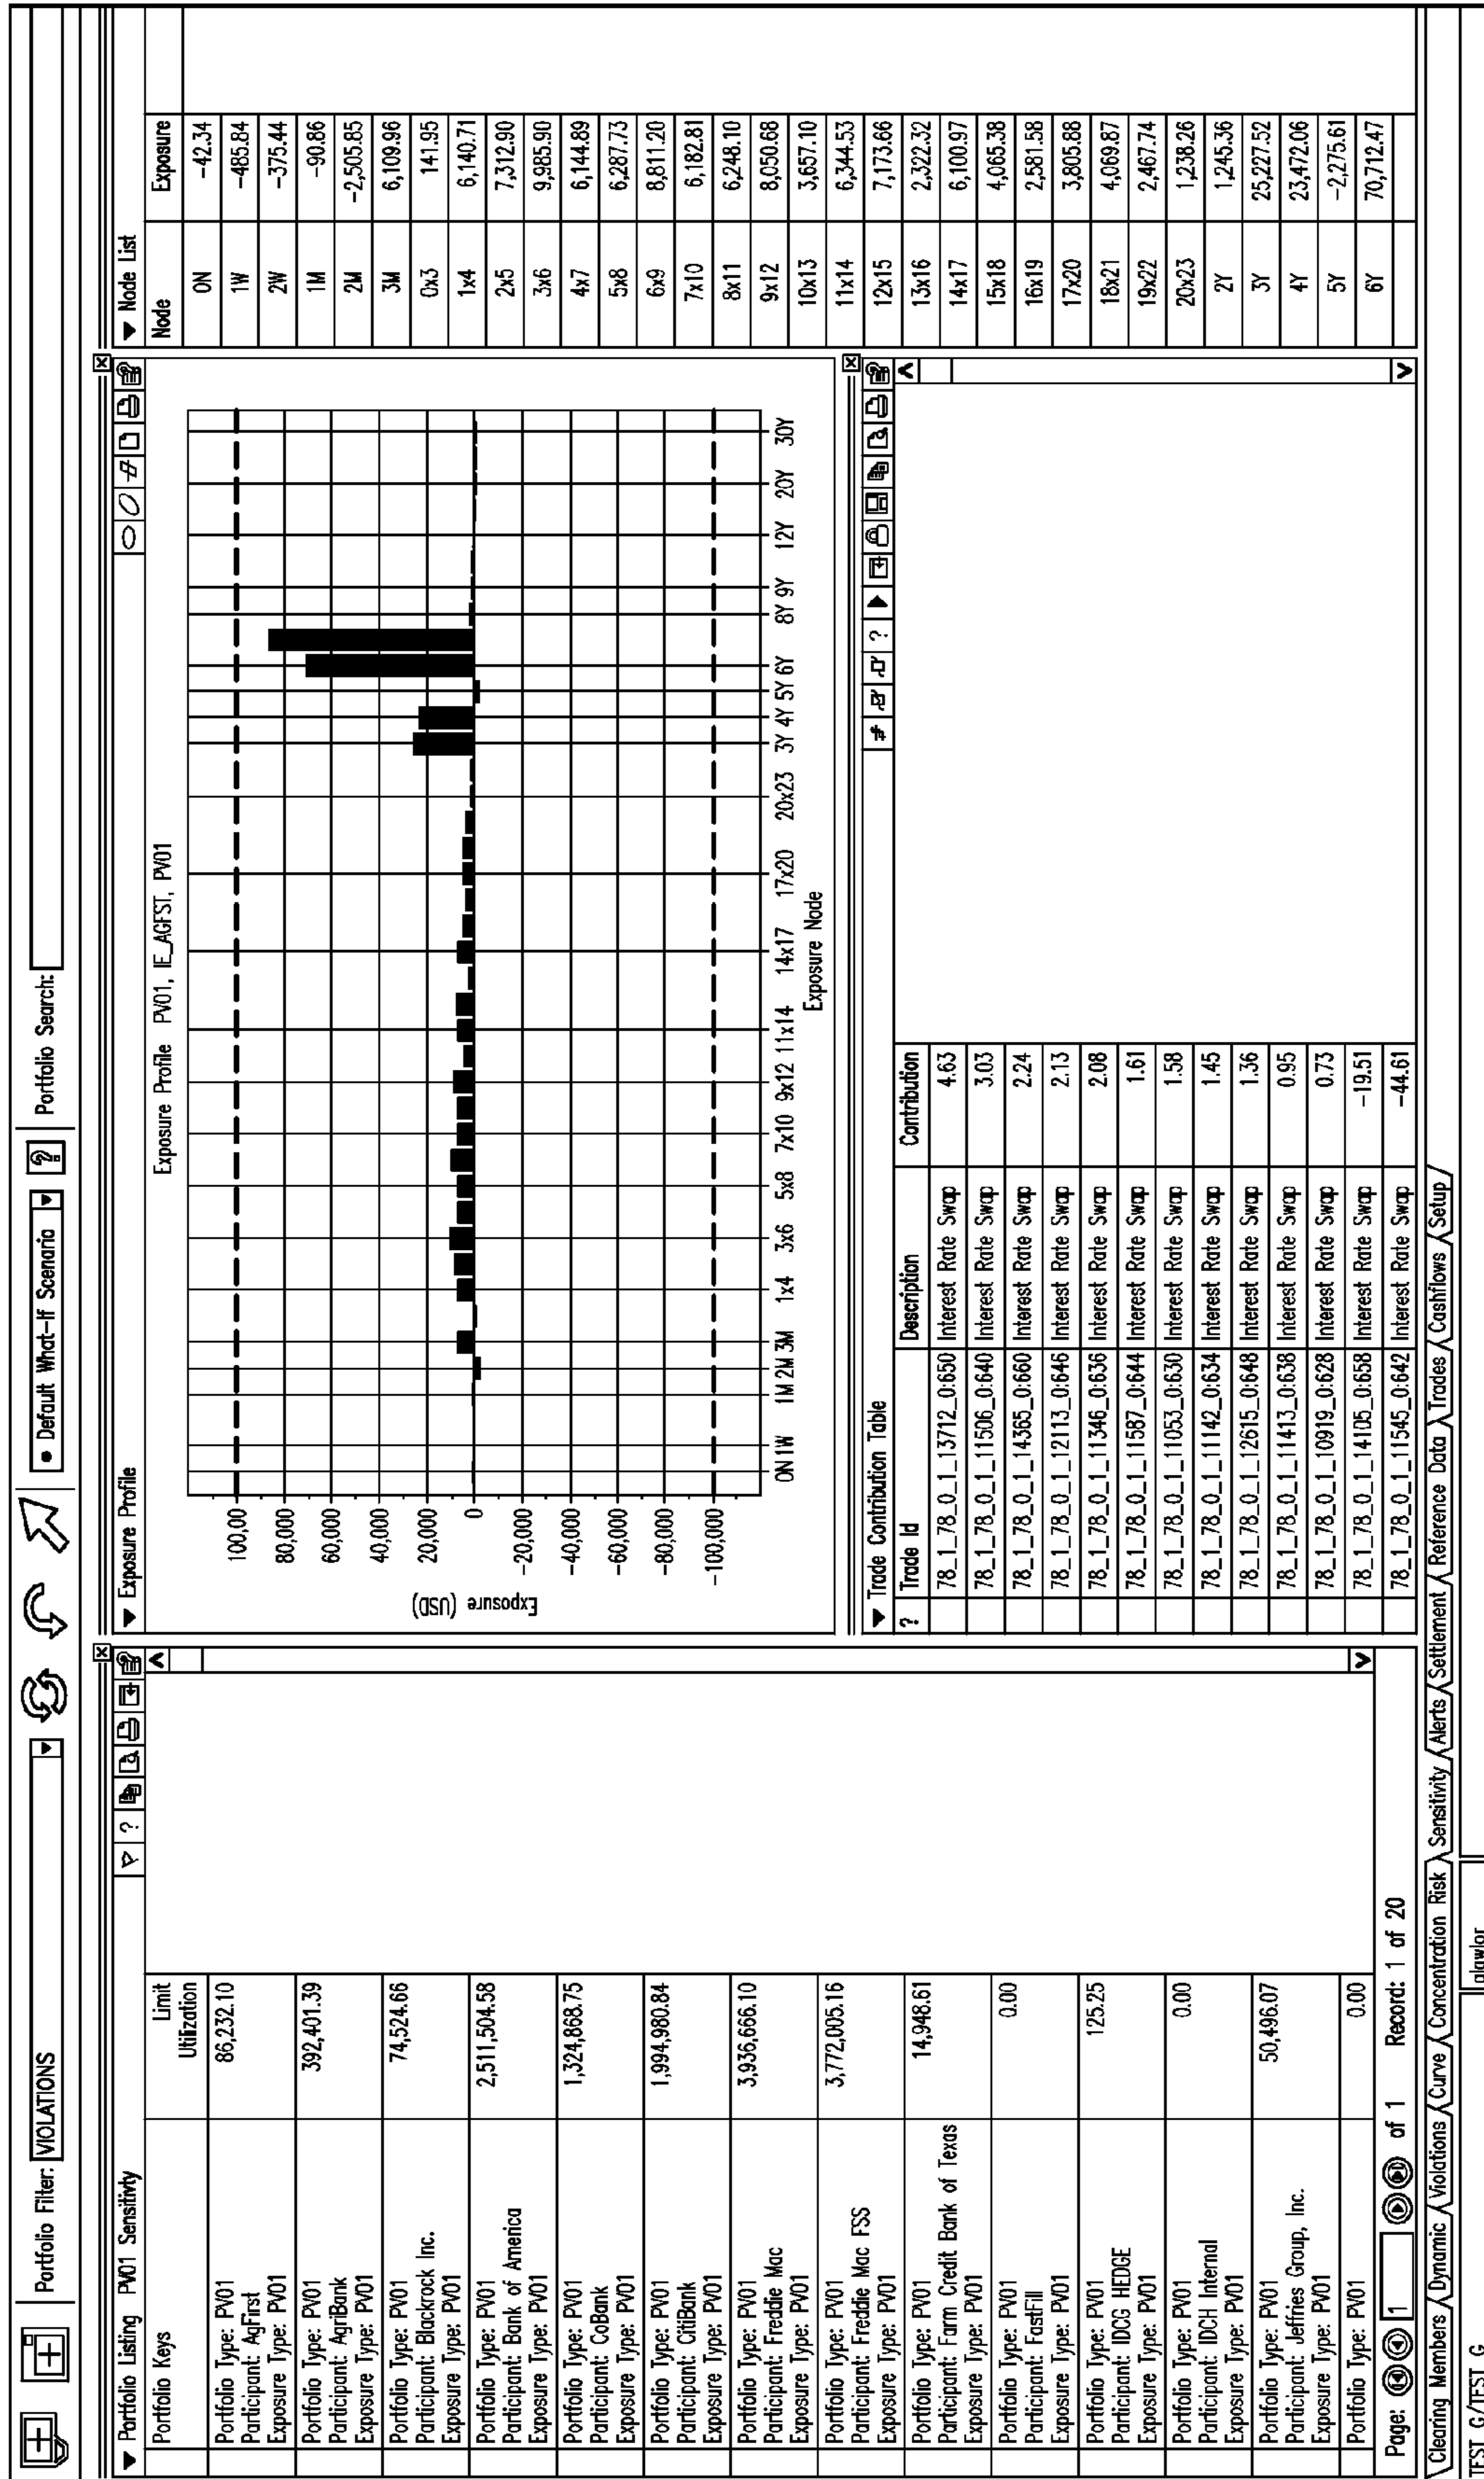 Portfolio Filter: VIOLATIONS
• Default What-If Scenaria
Portfolio Search:
Portfolio Listing PV01 Sensitivty
Portfolio Keys
Limit Utilization
Portfolio Type: PV01
Participant: AgFirst
Exposure Type: PV01
86,232.10
Portfolio Type: PV01
Participant: AgriBank
Exposure Type: PV01
392,401.39
Portfolio Type: PV01
Participant: Blackrock Inc.
Exposure Type: PV01
74,524.66
Portfolio Type: PV01
Participant: Bank of America
Exposure Type: PV01
2,511,504.58
Portfolio Type: PV01
Participant: CoBank
Exposure Type: PV01
1,324,868.75
Portfolio Type: PV01
Participant: CitiBank
Exposure Type: PV01
1,994,980.84
Portfolio Type: PV01
Participant: Freddie Mac
Exposure Type: PV01
3,936,666.10
Portfolio Type: PV01
Participant: Freddie Mac FSS
Exposure Type: PV01
3,772,005.16
Portfolio Type: PV01
Participant: Farm Credit Bank of Texas
Exposure Type: PV01
14,948.61
Portfolio Type: PV01
Participant: FastFill
Exposure Type: PV01
0.00
Portfolio Type: PV01
Participant: IDCG HEDGE
Exposure Type: PV01
125.25
Portfolio Type: PV01
Participant: IDCH Internal
Exposure Type: PV01
0.00
Portfolio Type: PV01
Participant: Jeffries Group, Inc.
Exposure Type: PV01
50,496.07
Portfolio Type: PV01
0.00
Page: 1 of 1 Record: 1 of 20
Exposure Profile
Exposure Profile PV01, IE_AGFST, PV01
Exposure (USD)
100,00
80,000
60,000
40,000
20,000
0
-20,000
-40,000
-60,000
-80,000
-100,000
ON 1W 1M 2M 3M 1x4 3x6 5x8 7x10 9x12 11x14 14x17 17x20 20x23 3Y 4Y 5Y 6Y 8Y 9Y 12Y 20Y 30Y
Exposure Node
Trade Contribution Table
? Trade Id Description Contribution
78_1_78_0_1_13712_0:650 Interest Rate Swap 4.63
78_1_78_0_1_11506_0:640 Interest Rate Swap 3.03
78_1_78_0_1_14365_0:660 Interest Rate Swap 2.24
78_1_78_0_1_12113_0:646 Interest Rate Swap 2.13
78_1_78_0_1_11346_0:636 Interest Rate Swap 2.08
78_1_78_0_1_11587_0:644 Interest Rate Swap 1.61
78_1_78_0_1_11053_0:630 Interest Rate Swap 1.58
78_1_78_0_1_11142_0:634 Interest Rate Swap 1.45
78_1_78_0_1_12615_0:648 Interest Rate Swap 1.36
78_1_78_0_1_11413_0:638 Interest Rate Swap 0.95
78_1_78_0_1_10919_0:628 Interest Rate Swap 0.73
78_1_78_0_1_14105_0:658 Interest Rate Swap -19.51
78_1_78_0_1_11545_0:642 Interest Rate Swap -44.61
Node List
Node Exposure
ON -42.34
1W -485.84
2W -375.44
1M -90.86
2M -2,505.85
3M 6,109.96
0x3 141.95
1x4 6,140.71
2x5 7,312.90
3x6 9,985.90
4x7 6,144.89
5x8 6,287.73
6x9 8,811.20
7x10 6,182.81
8x11 6,248.10
9x12 8,050.68
10x13 3,657.10
11x14 6,344.53
12x15 7,173.66
13x16 2,322.32
14x17 6,100.97
15x18 4,065.38
16x19 2,581.58
17x20 3,805.88
18x21 4,069.87
19x22 2,467.74
20x23 1,238.26
2Y 1,245.36
3Y 25,227.52
4Y 23,472.06
5Y -2,275.61
6Y 70,712.47
Clearing Members Dynamic Violations Curve Concentration Risk Sensitivity Alerts Settlement Reference Data Trades Cashflows Setup
TEST_G/TEST_G